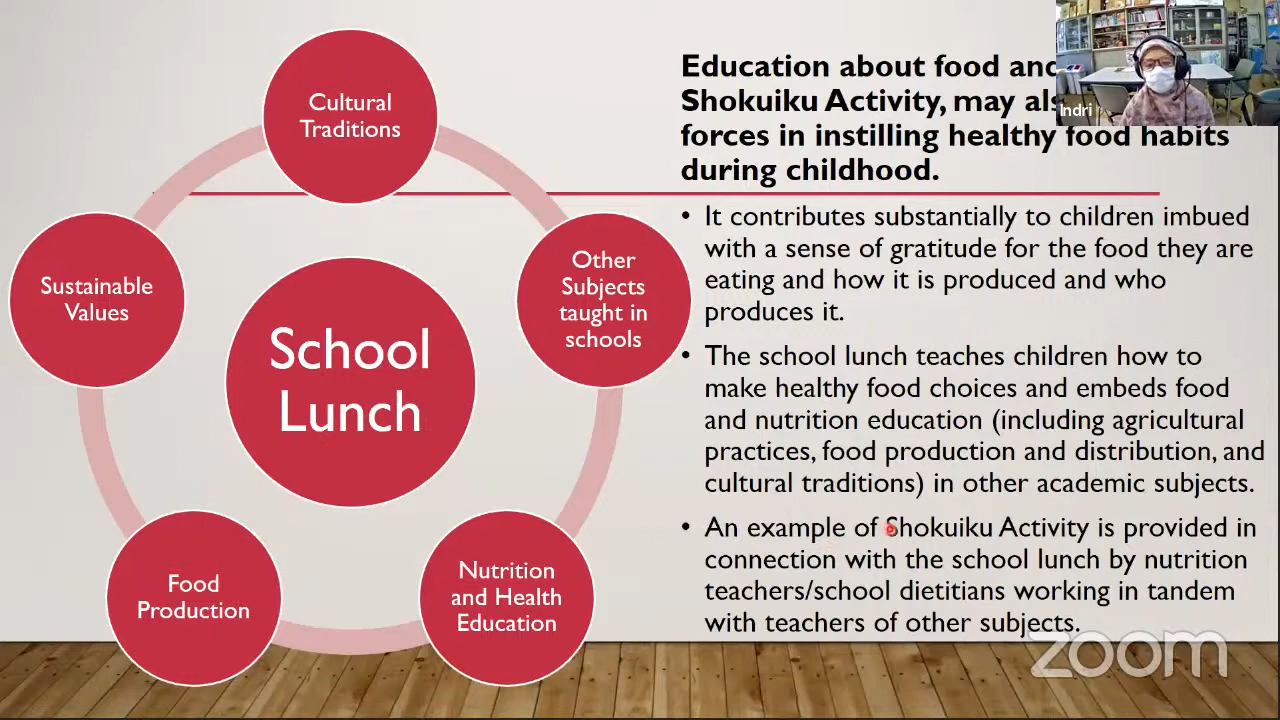 Cultural
Traditions
Sustainable
Values
Other
Subjects
taught in
schools
School
Lunch
Food
Production
Nutrition
and Health
Education
Education about food and
Shokuiku Activity, may als
forces in instilling healthy food habits
during childhood.
• It contributes substantially to children imbued
with a sense of gratitude for the food they are
eating and how it is produced and who
produces it.
• The school lunch teaches children how to
make healthy food choices and embeds food
and nutrition education (including agricultural
practices, food production and distribution, and
cultural traditions) in other academic subjects.
• An example of Shokuiku Activity is provided in
connection with the school lunch by nutrition
teachers/school dietitians working in tandem
with teachers of other subjects.
Indri
zoom